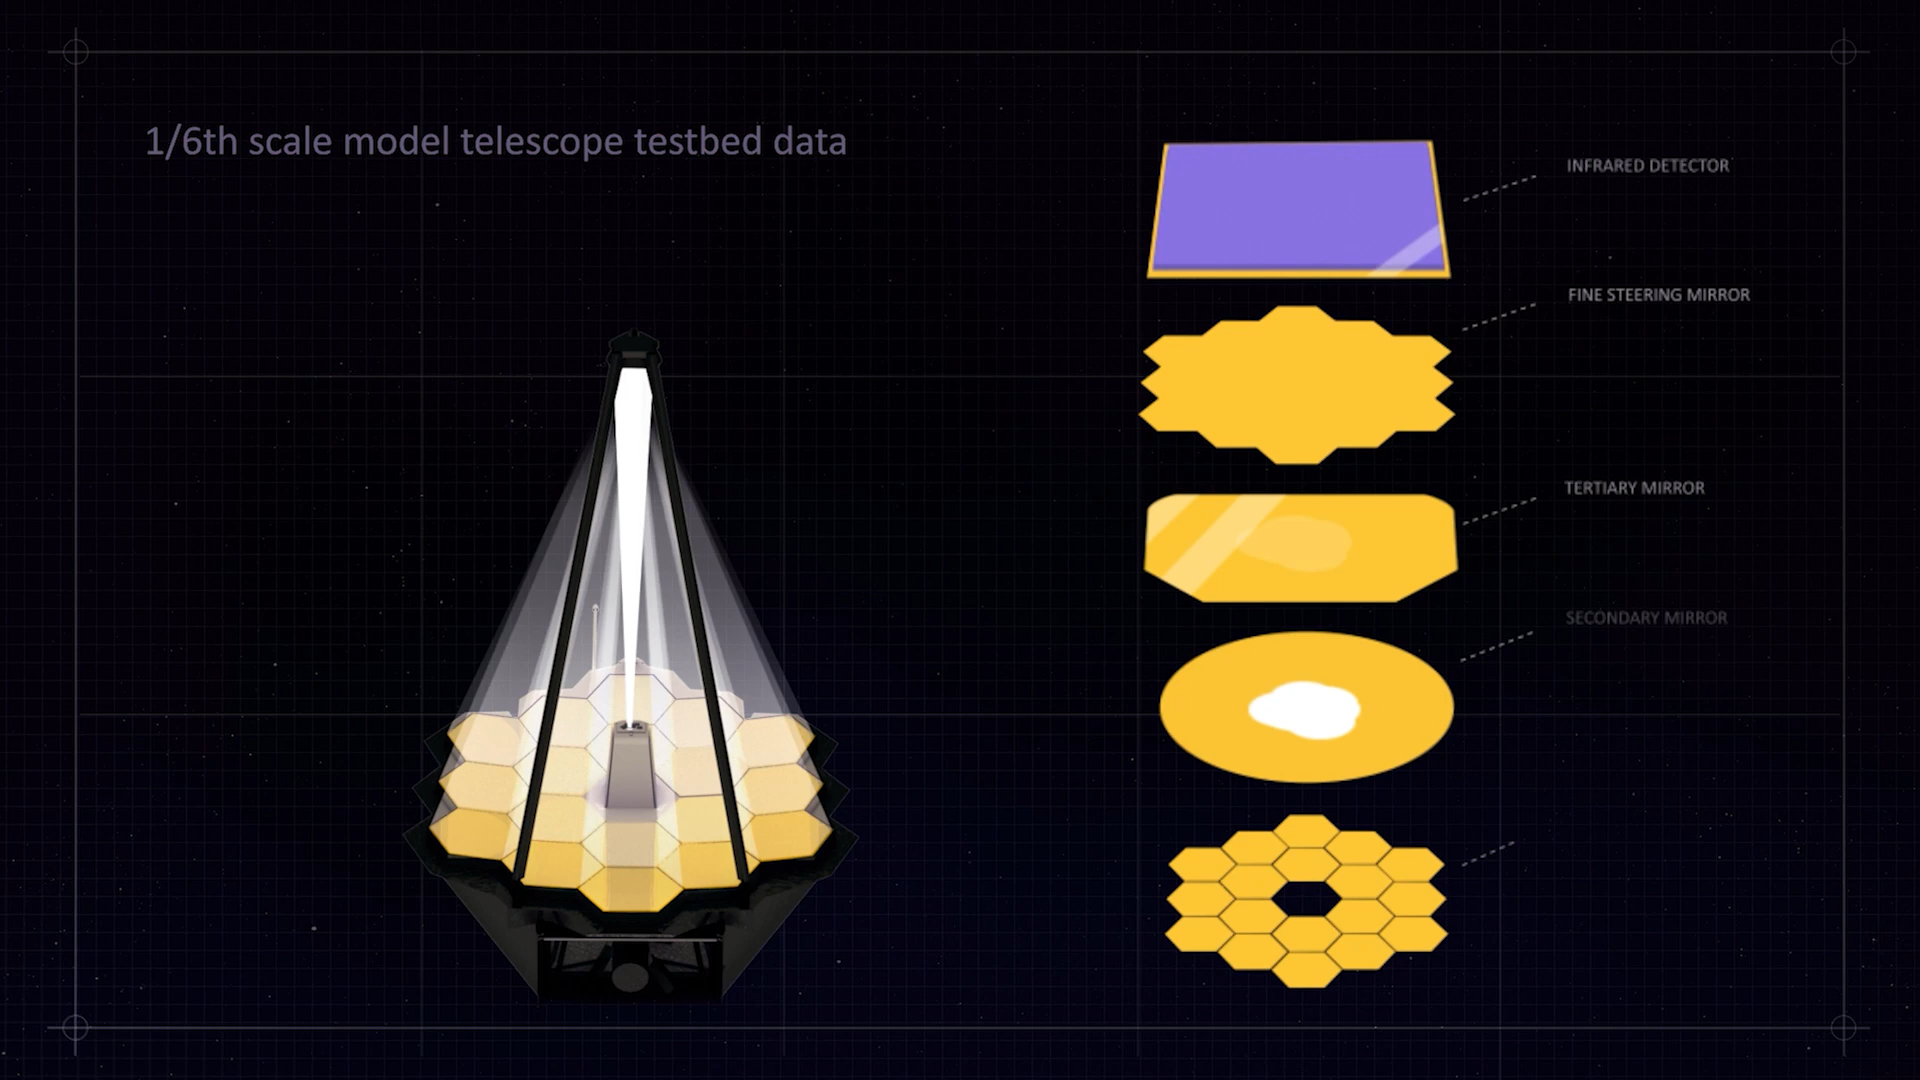 1/6th scale model telescope testbed data
INFRARED DETECTOR
FINE STEERING MIRROR
TERTIARY MIRROR
SECONDARY MIRROR